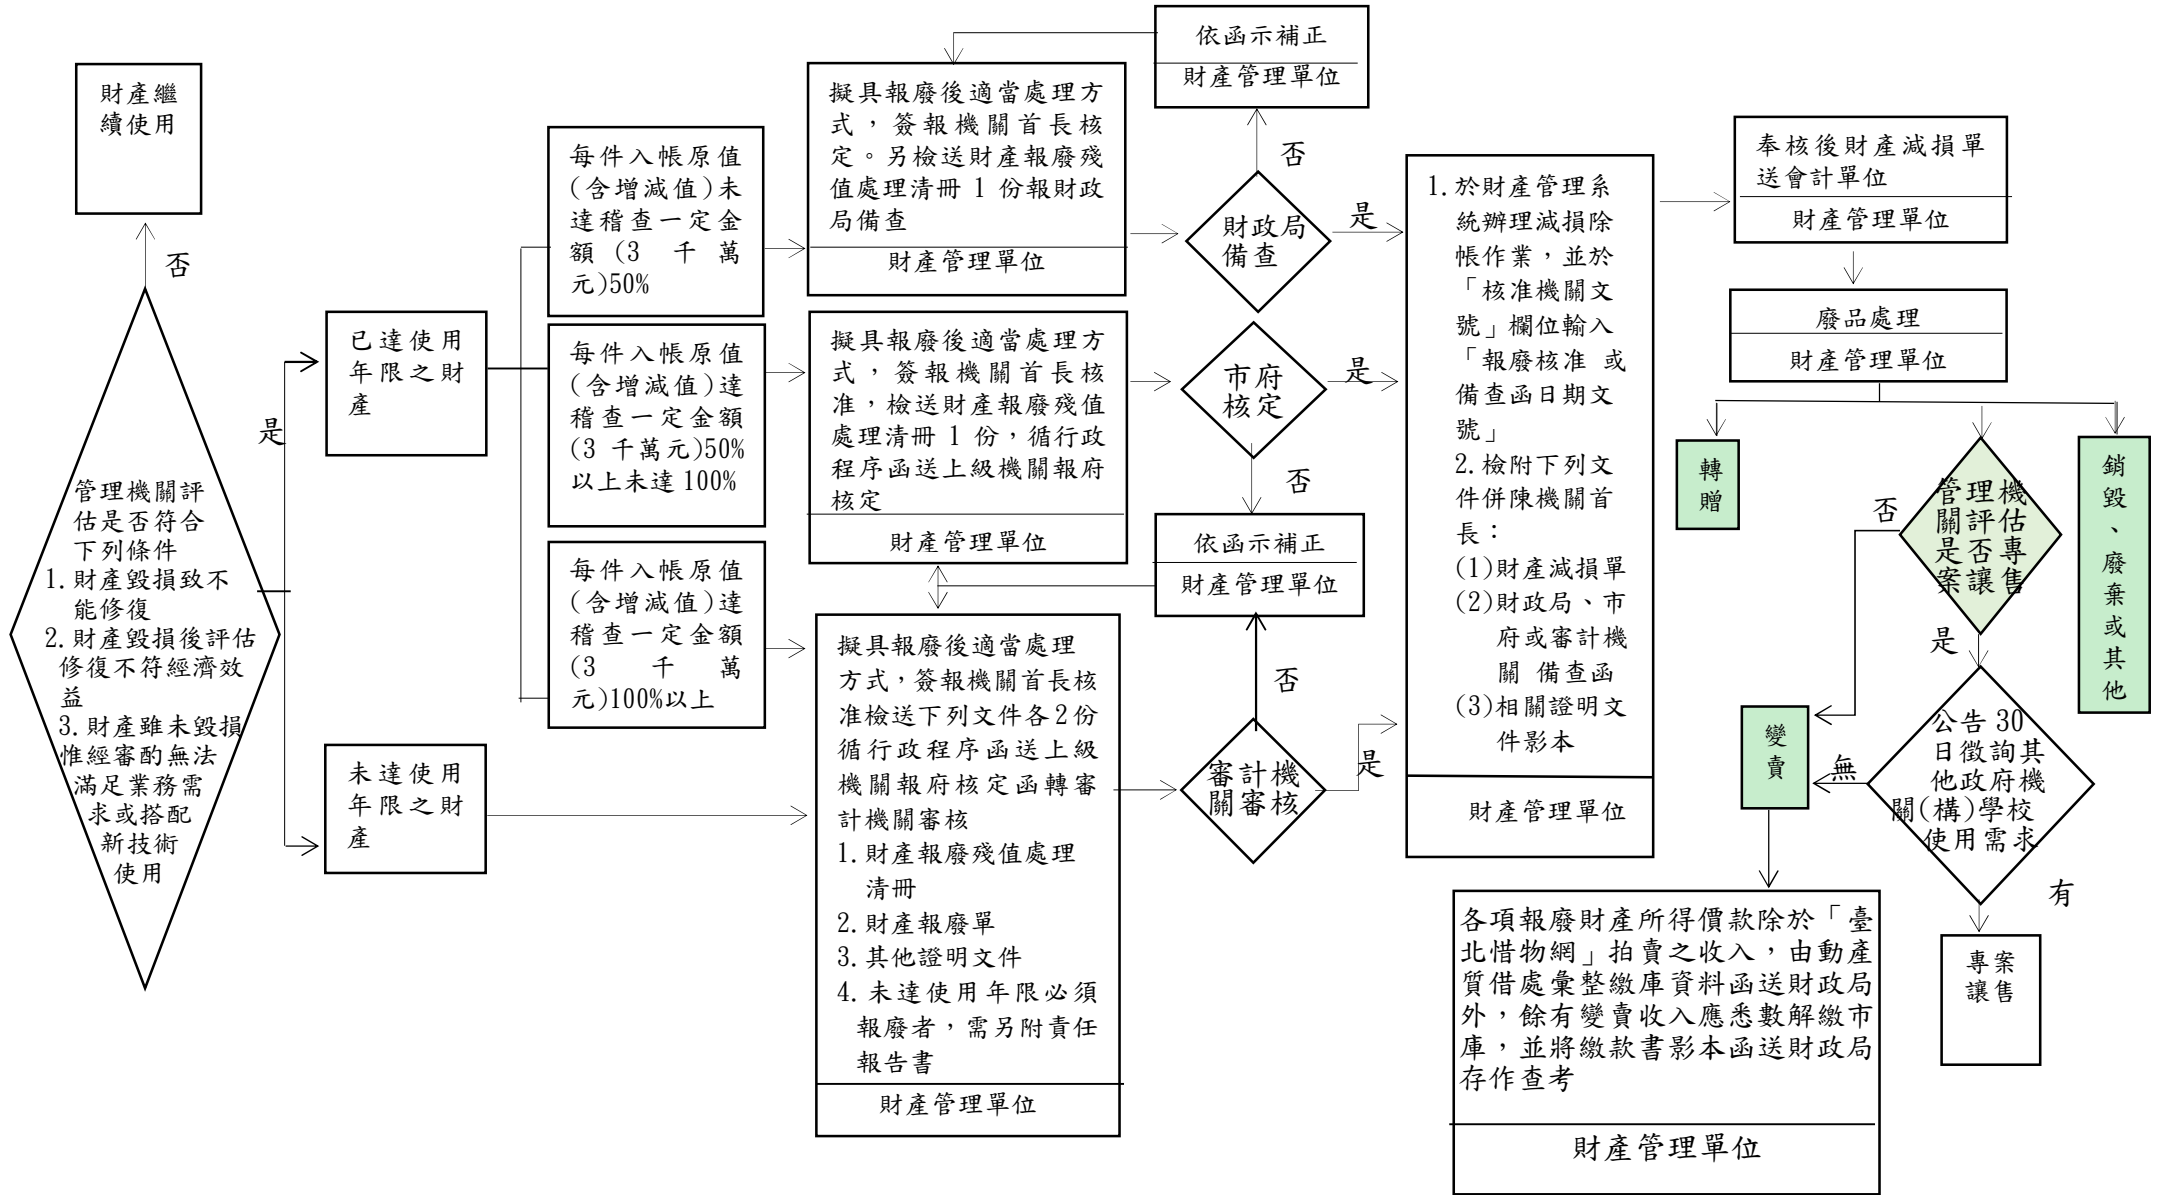 財產繼
續使用
否
管理機關評
估是否符合
下列條件
1.財產毀損致不
能修復
2.財產毀損後評估
修復不符經濟效
益
3.財產雖未毀損
惟經審酌無法
滿足業務需
求或搭配
新技術
使用
是
已達使用
年限之財
產
未達使用
年限之財
產
每件入帳原值
(含增減值)未
達稽查一定金
額(3 千萬
元)50%
每件入帳原值
(含增減值)達
稽查一定金額
(3 千萬元)50%
以上未達 100%
每件入帳原值
(含增減值)達
稽查一定金額
(3 千萬
元)100%以上
擬具報廢後適當處理方
式，簽報機關首長核
定。另檢送財產報廢殘
值處理清冊 1 份報財政
局備查
財產管理單位
擬具報廢後適當處理方
式，簽報機關首長核
准，檢送財產報廢殘值
處理清冊 1 份，循行政
程序函送上級機關報府
核定
財產管理單位
擬具報廢後適當處理
方式，簽報機關首長核
准檢送下列文件各2份
循行政程序函送上級
機關報府核定函轉審
計機關審核
1.財產報廢殘值處理
清冊
2.財產報廢單
3.其他證明文件
4.未達使用年限必須
報廢者，需另附責任
報告書
財產管理單位
依函示補正
財產管理單位
否
財政局
備查
是
市府
核定
是
否
依函示補正
財產管理單位
否
審計機
關審核
是
1.於財產管理系
統辦理減損除
帳作業，並於
「核准機關文
號」欄位輸入
「報廢核准 或
備查函日期文
號」
2.檢附下列文
件併陳機關首
長：
(1)財產減損單
(2)財政局、市
府或審計機
關 備查函
(3)相關證明文
件影本
財產管理單位
奉核後財產減損單
送會計單位
財產管理單位
廢品處理
財產管理單位
轉
贈
管理機
關評估
是否專
案讓售
否
是
銷
毀
、
廢
棄
或
其
他
變
賣
無
公告 30
日徵詢其
他政府機
關(構)學校
使用需求
有
專案
讓售
各項報廢財產所得價款除於「臺
北惜物網」拍賣之收入，由動產
質借處彙整繳庫資料函送財政局
外，餘有變賣收入應悉數解繳市
庫，並將繳款書影本函送財政局
存作查考
財產管理單位